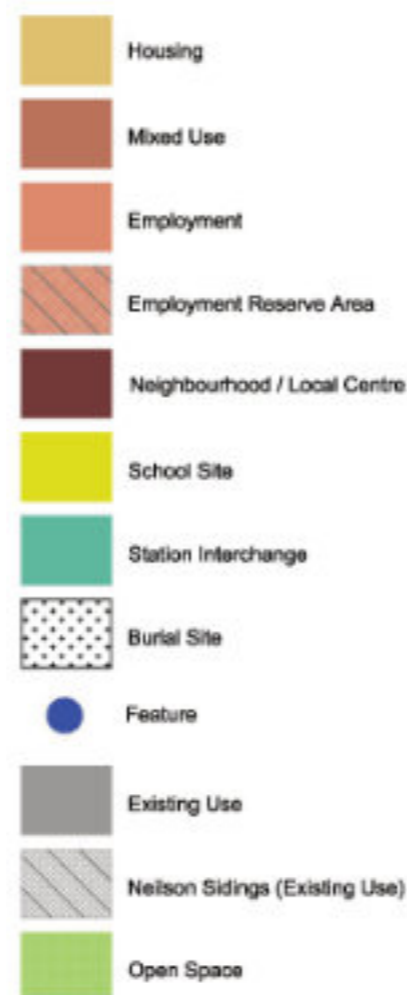 Housing
Mixed Use
Employment
Employment Reserve Area
Neighbourhood / Local Centre
School Site
Station Interchange
Burial Site
Feature
Existing Use
Neilson Sidings (Existing Use)
Open Space